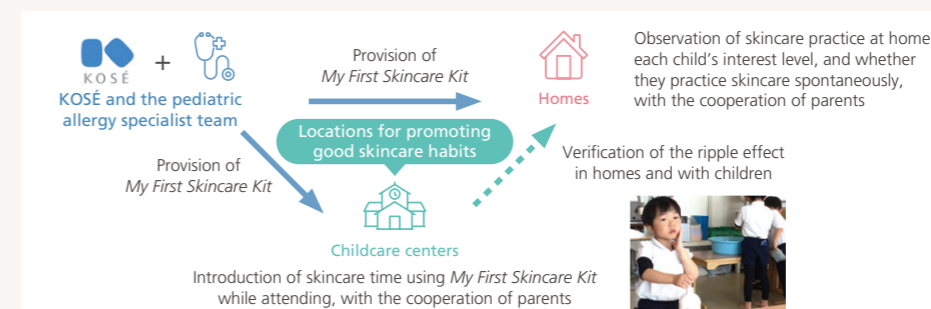 KOSÉ
+
KOSÉ and the pediatric
allergy specialist team
Provision of
My First Skincare Kit
Homes
Observation of skincare practice at home
each child's interest level, and whether
they practice skincare spontaneously,
with the cooperation of parents
Locations for promoting
good skincare habits
Provision of
My First Skincare Kit
Verification of the ripple effect
in homes and with children
Childcare centers
Introduction of skincare time using My First Skincare Kit
while attending, with the cooperation of parents